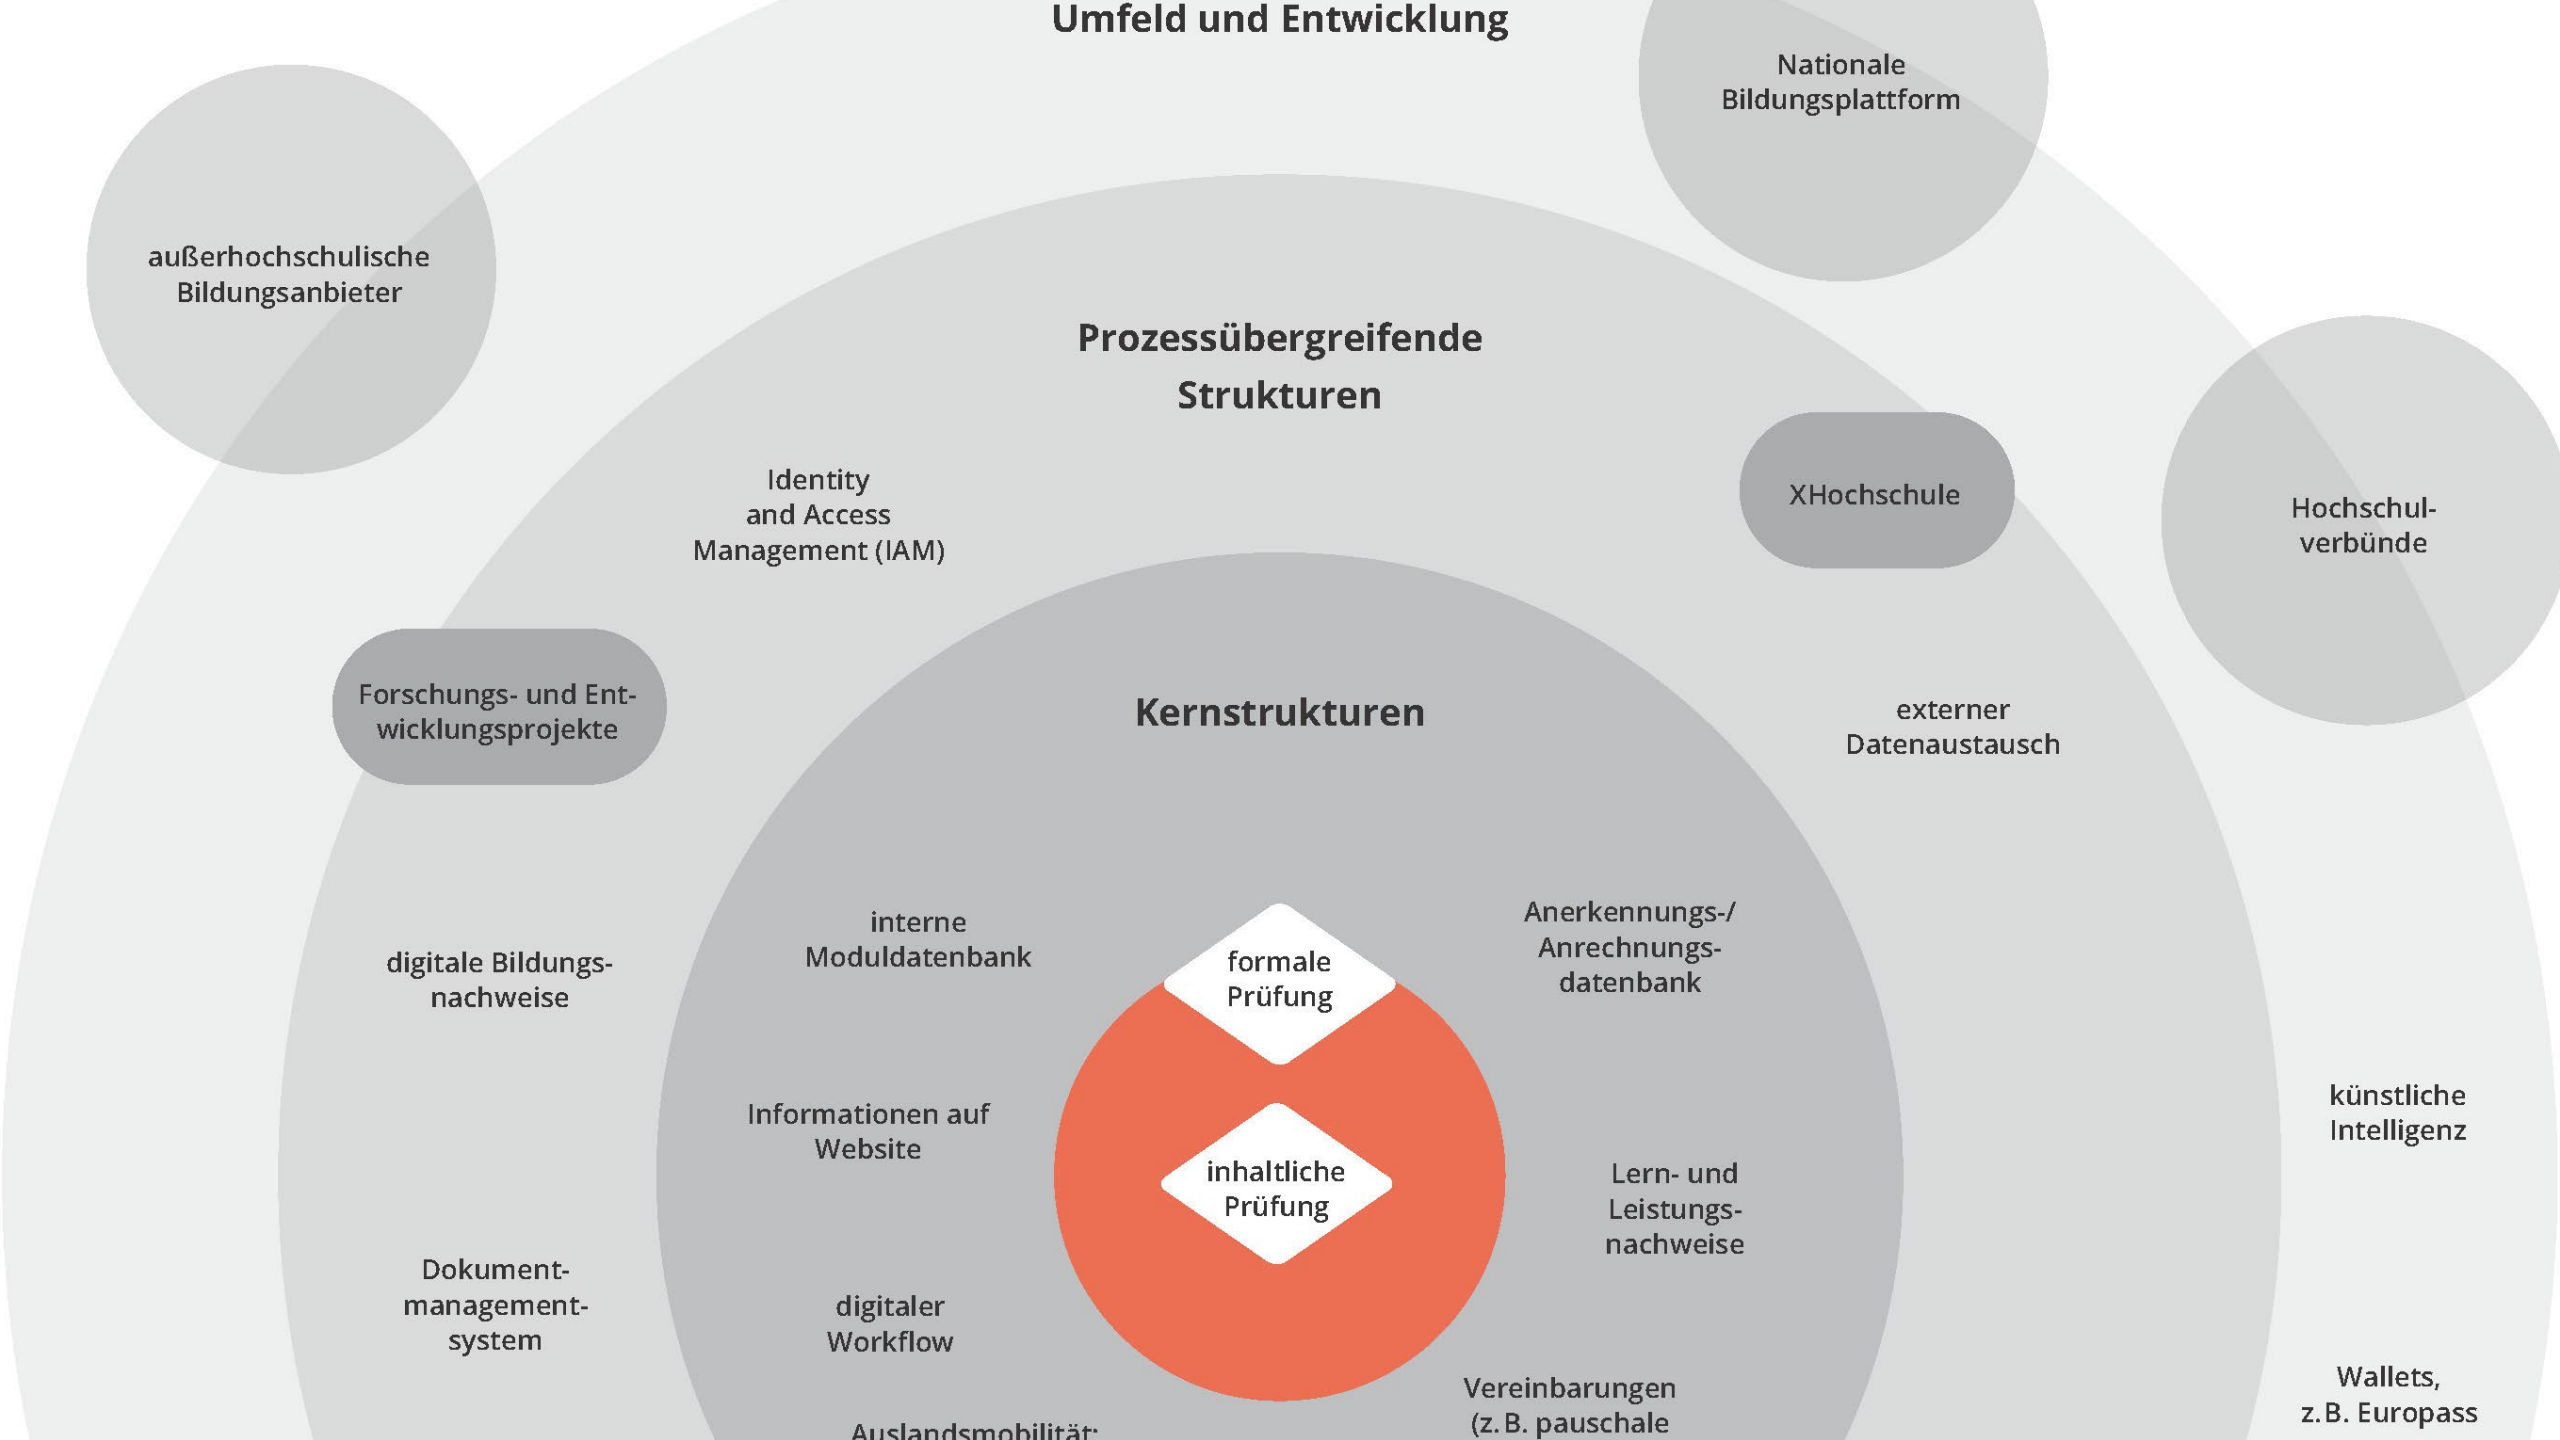 Umfeld und Entwicklung
Nationale
Bildungsplattform
außerhochschulische
Bildungsanbieter
Prozessübergreifende
Strukturen
Identity
and Access
Management (IAM)
XHochschule
Hochschul-
verbünde
Forschungs- und Ent-
wicklungsprojekte
externer
Datenaustausch
Kernstrukturen
interne
Moduldatenbank
formale
Prüfung
Anerkennungs-/
Anrechnungs-
datenbank
digitale Bildungs-
nachweise
Informationen auf
Website
inhaltliche
Prüfung
Lern- und
Leistungs-
nachweise
künstliche
Intelligenz
Dokument-
management-
system
digitaler
Workflow
Vereinbarungen
(z. B. pauschale
Wallets,
z. B. Europass
Auslandsmobilität: